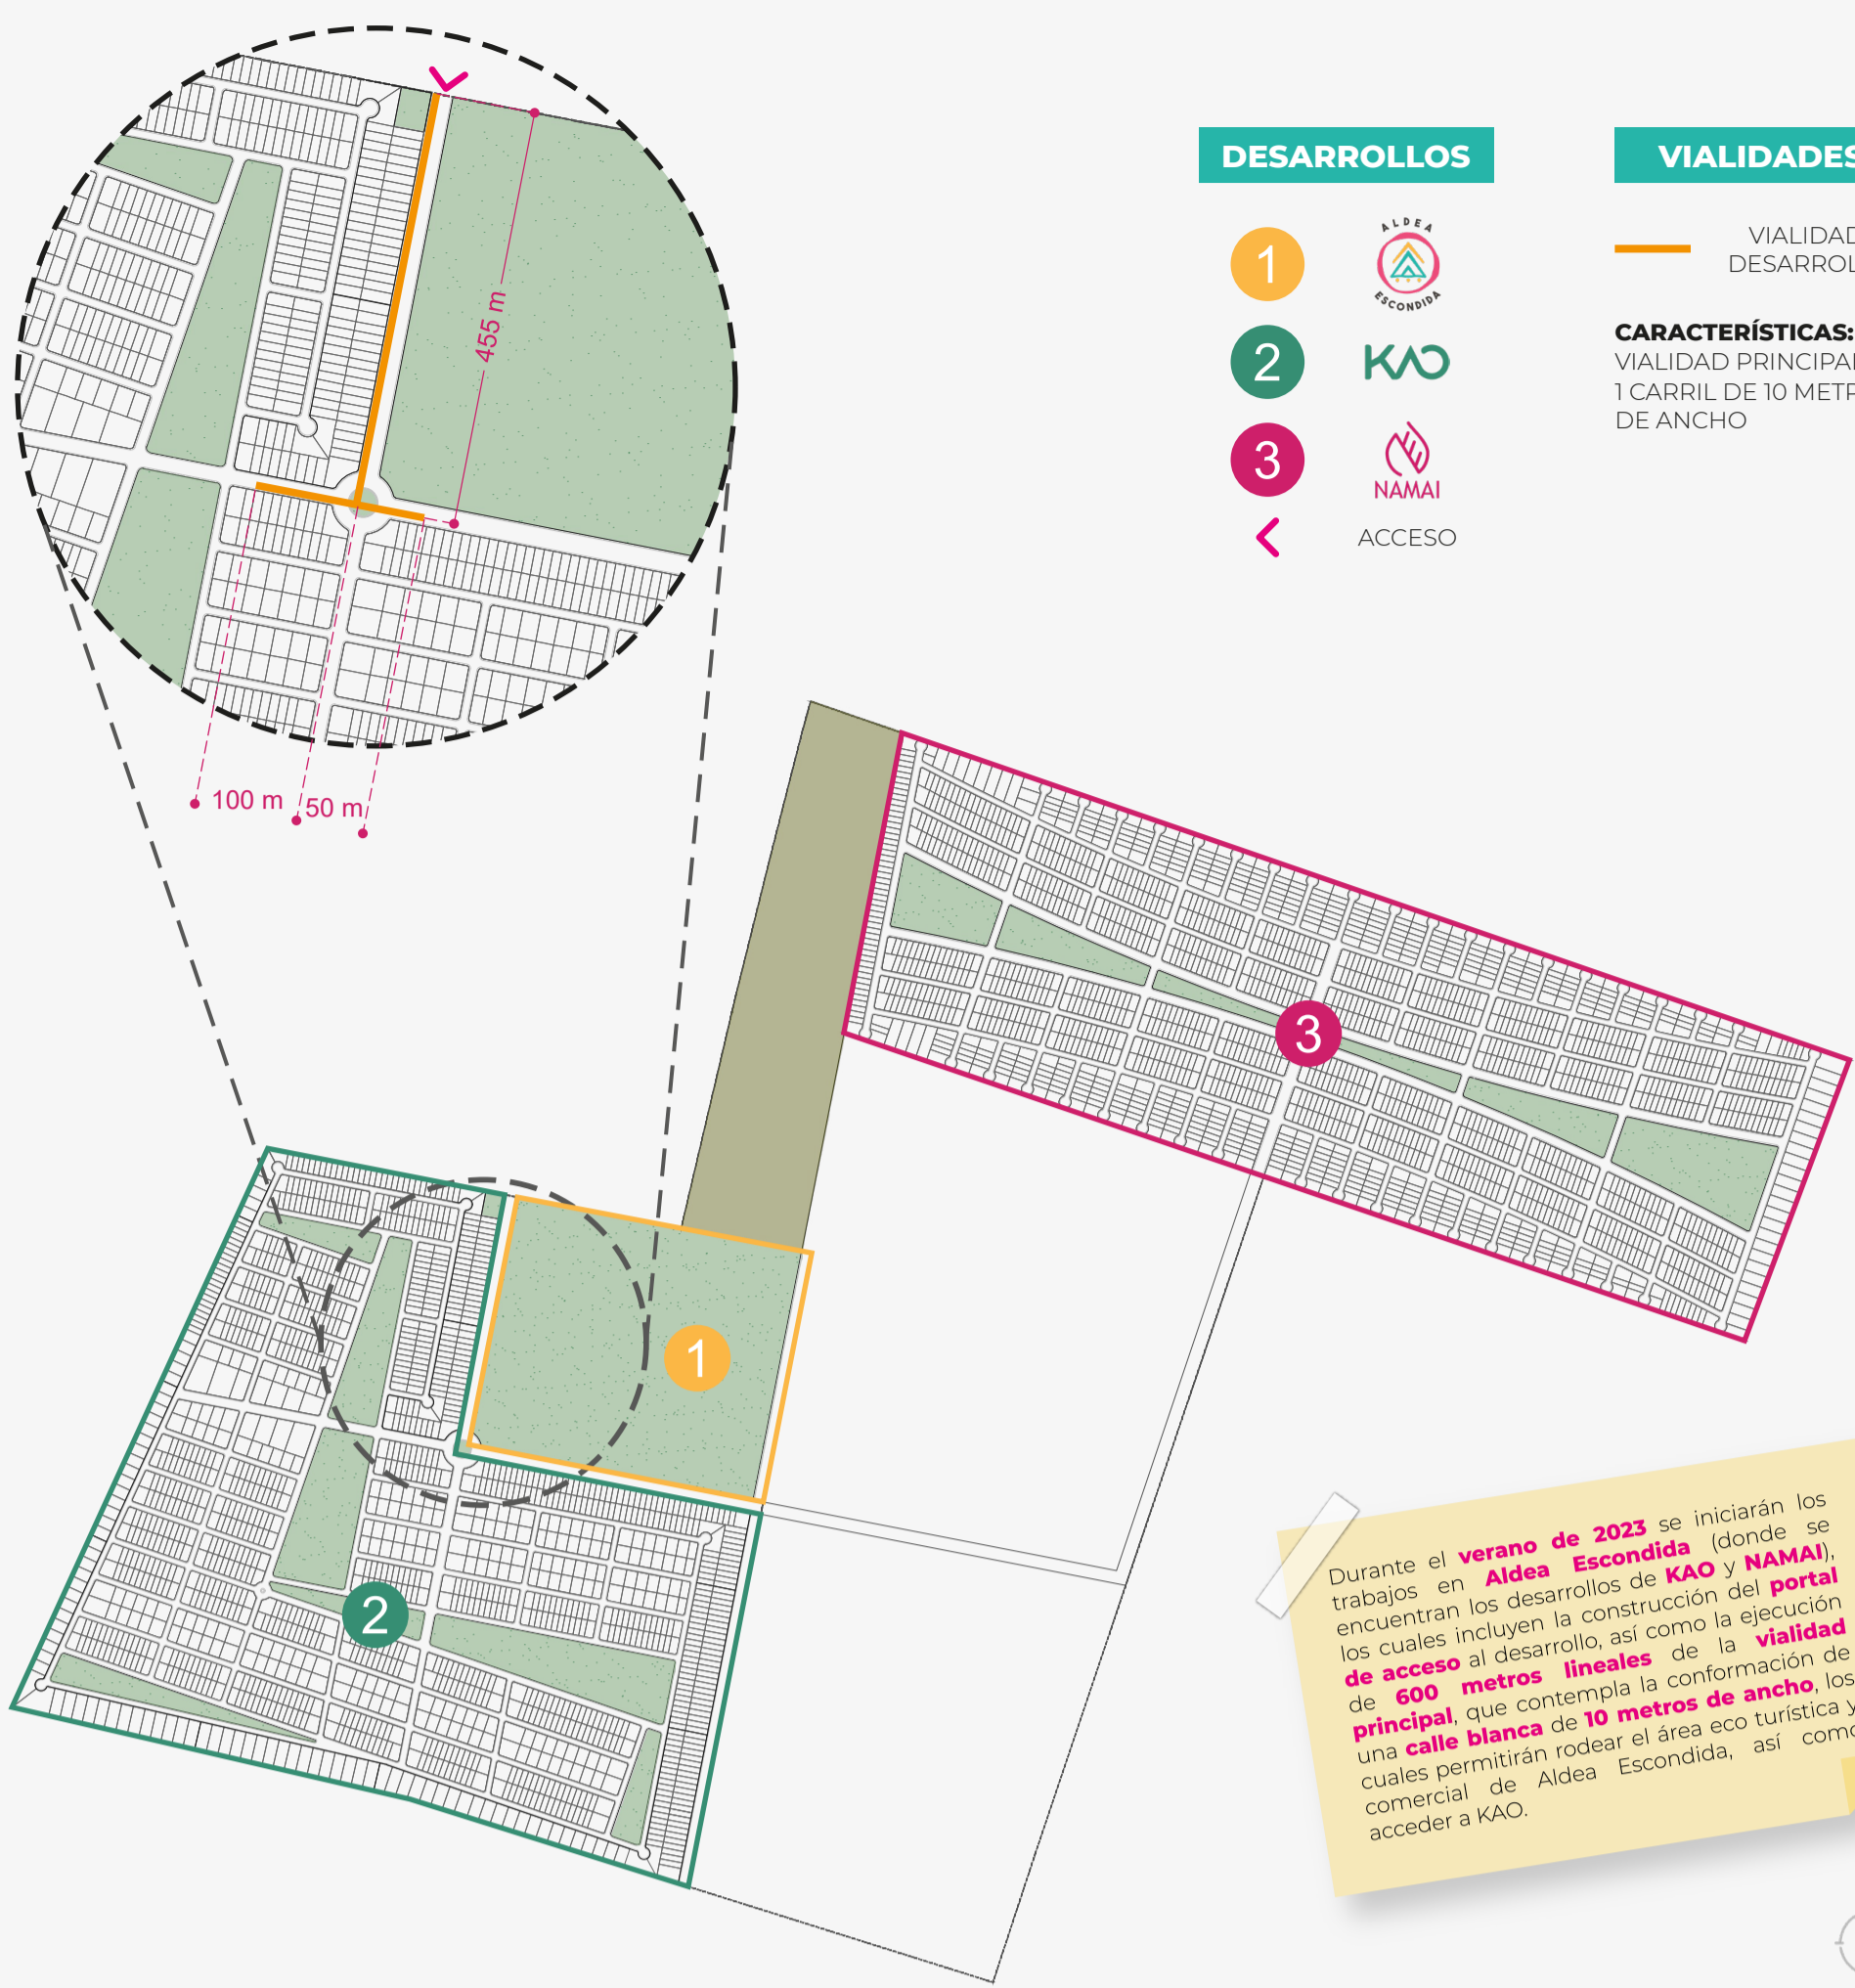 455 m
100 m
50 m
DESARROLLOS
1
ALDEA
ESCONDIDA
2
KAO
3
NAMAI
ACCESO
VIALIDADES
VIALIDAD
DESARROL
CARACTERÍSTICAS:
VIALIDAD PRINCIPAL
1 CARRIL DE 10 METR
DE ANCHO
3
1
2
Durante el verano de 2023 se iniciarán los
trabajos en Aldea Escondida (donde se
encuentran los desarrollos de KAO y NAMAI),
los cuales incluyen la construcción del portal
de acceso al desarrollo, así como la ejecución
de 600 metros lineales de la vialidad
principal, que contempla la conformación de
una calle blanca de 10 metros de ancho, los
cuales permitirán rodear el área eco turística y
comercial de Aldea Escondida, así como
acceder a KAO.